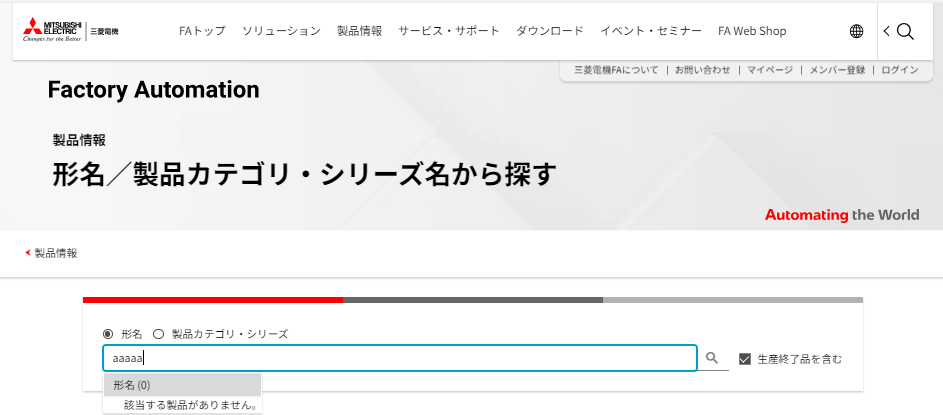 MITSUBISHI
ELECTRIC
Changes for the Better
三菱電機
FAトップ ソリューション 製品情報 サービス・サポート ダウンロード イベント・セミナー FA Web Shop
三菱電機FAについて | お問い合わせ | マイページ | メンバー登録 | ログイン
Factory Automation
製品情報
形名／製品カテゴリ・シリーズ名から探す
Automating the World
製品情報
形名 製品カテゴリ・シリーズ
aaaaa
生産終了品を含む
形名 (0)
該当する製品がありません。